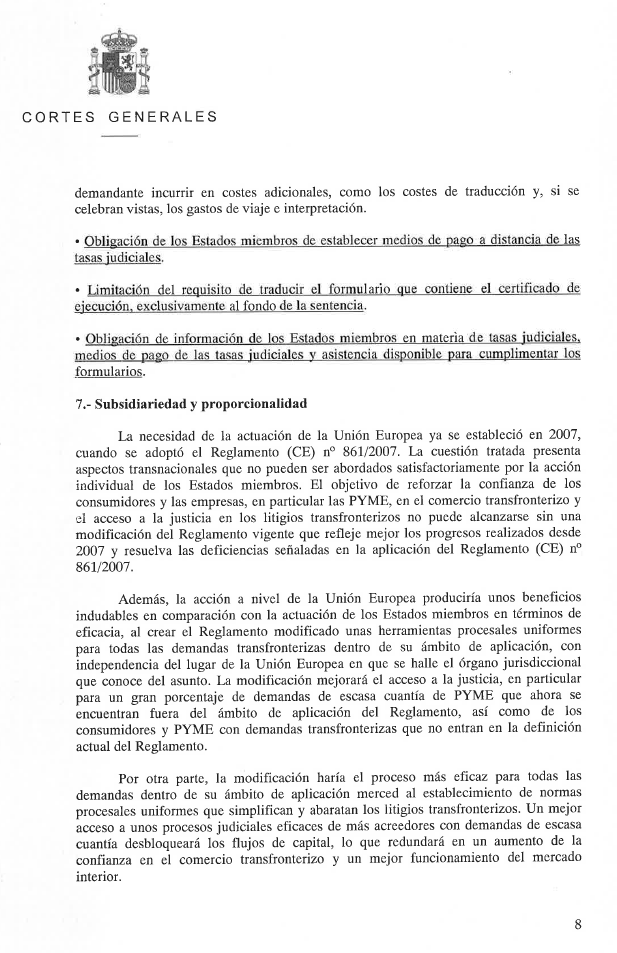 CORTES GENERALES
demandante incurrir en costes adicionales, como los costes de traducción y, si se
celebran vistas, los gastos de viaje e interpretación.
• Obligación de los Estados miembros de establecer medios de pago a distancia de las
tasas judiciales.
• Limitación del requisito de traducir el formulario que contiene el certificado de
ejecución, exclusivamente al fondo de la sentencia.
• Obligación de información de los Estados miembros en materia de tasas judiciales,
medios de pago de las tasas judiciales y asistencia disponible para cumplimentar los
formularios.
7.- Subsidiariedad y proporcionalidad
La necesidad de la actuación de la Unión Europea ya se estableció en 2007,
cuando se adoptó el Reglamento (CE) nº 861/2007. La cuestión tratada presenta
aspectos transnacionales que no pueden ser abordados satisfactoriamente por la acción
individual de los Estados miembros. El objetivo de reforzar la confianza de los
consumidores y las empresas, en particular las PYME, en el comercio transfronterizo y
el acceso a la justicia en los litigios transfronterizos no puede alcanzarse sin una
modificación del Reglamento vigente que refleje mejor los progresos realizados desde
2007 y resuelva las deficiencias señaladas en la aplicación del Reglamento (CE) nº
861/2007.
Además, la acción a nivel de la Unión Europea produciría unos beneficios
indudables en comparación con la actuación de los Estados miembros en términos de
eficacia, al crear el Reglamento modificado unas herramientas procesales uniformes
para todas las demandas transfronterizas dentro de su ámbito de aplicación, con
independencia del lugar de la Unión Europea en que se halle el órgano jurisdiccional
que conoce del asunto. La modificación mejorará el acceso a la justicia, en particular
para un gran porcentaje de demandas de escasa cuantía de PYME que ahora se
encuentran fuera del ámbito de aplicación del Reglamento, así como de los
consumidores y PYME con demandas transfronterizas que no entran en la definición
actual del Reglamento.
Por otra parte, la modificación haría el proceso más eficaz para todas las
demandas dentro de su ámbito de aplicación merced al establecimiento de normas
procesales uniformes que simplifican y abaratan los litigios transfronterizos. Un mejor
acceso a unos procesos judiciales eficaces de más acreedores con demandas de escasa
cuantía desbloqueará los flujos de capital, lo que redundará en un aumento de la
confianza en el comercio transfronterizo y un mejor funcionamiento del mercado
interior.
8